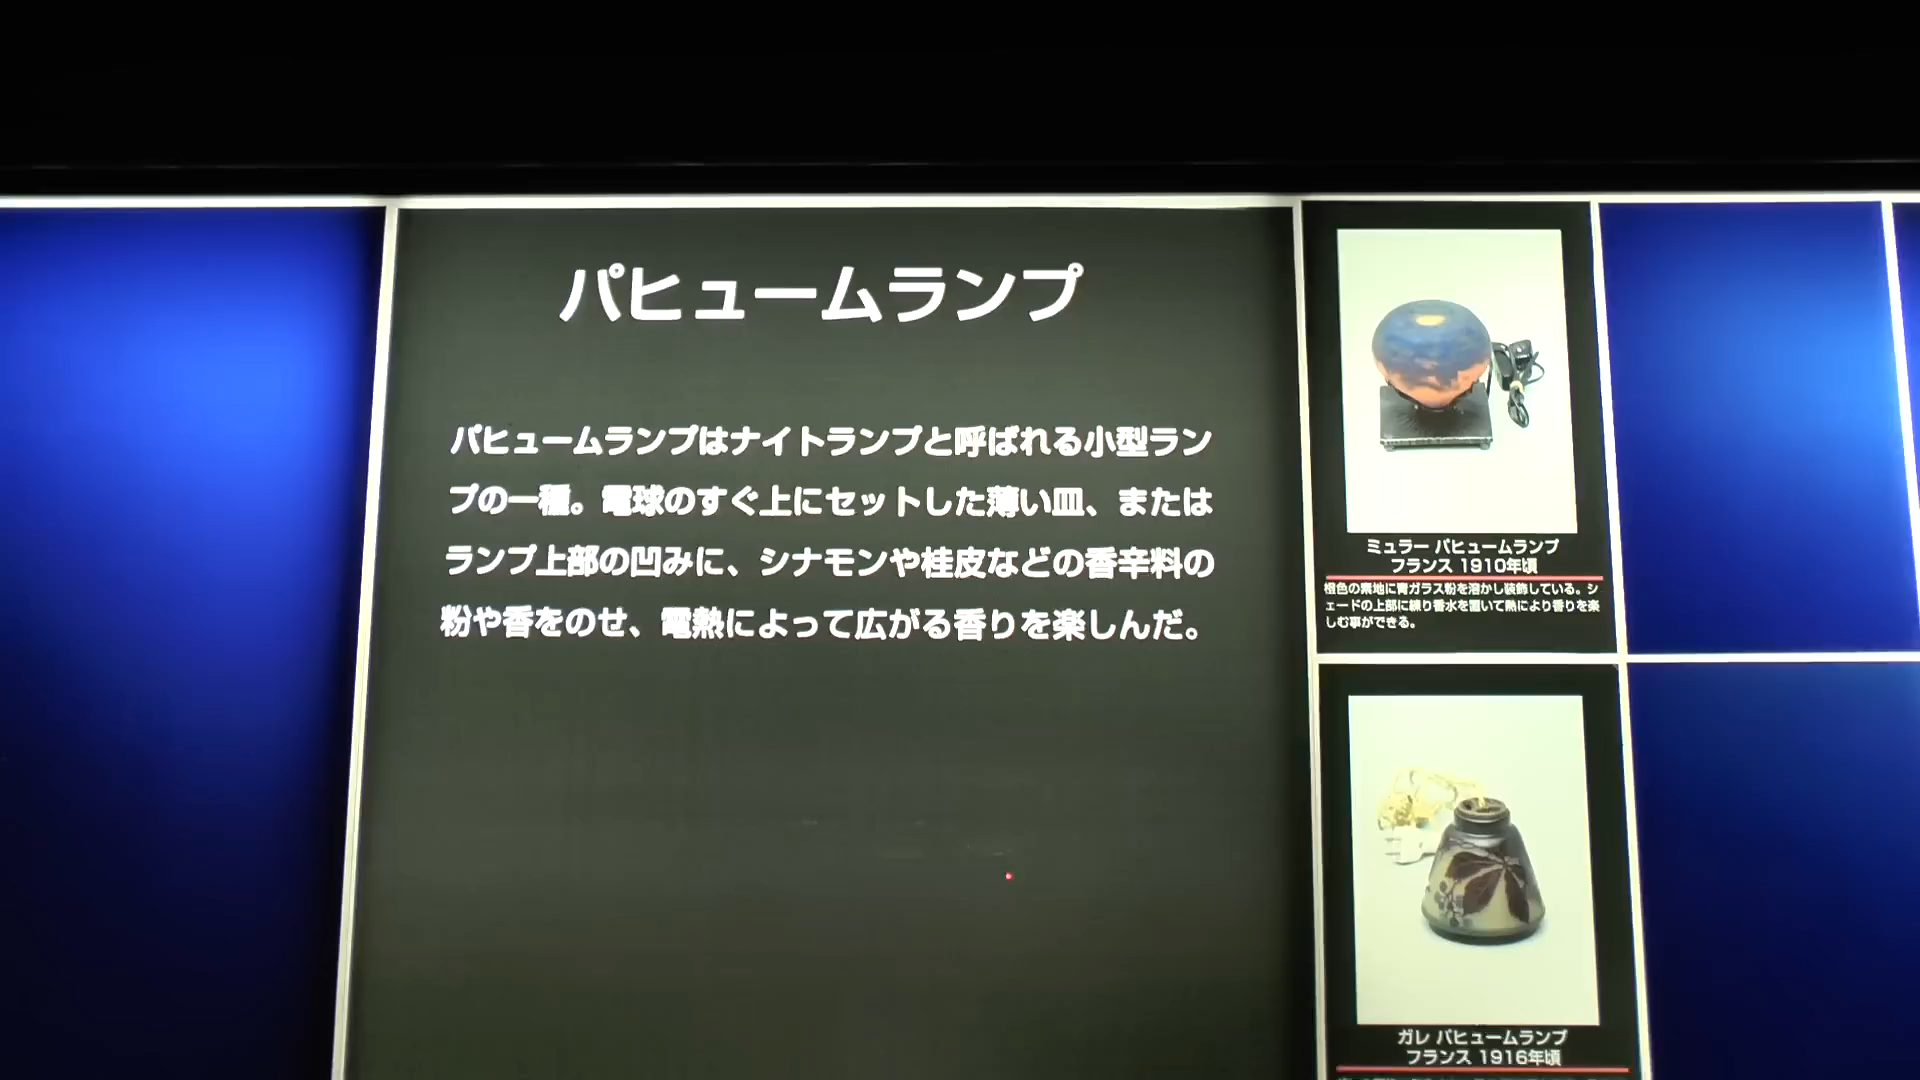 パヒュームランプ
パヒュームランプはナイトランプと呼ばれる小型ラン
プの一種。電球のすぐ上にセットした薄い皿、または
ランプ上部の凹みに、シナモンや桂皮などの香辛料の
粉や香をのせ、電熱によって広がる香りを楽しんだ。
ミュラー パヒュームランプ
フランス 1910年頃
橙色の素地に青ガラス粉を溶かし装飾している。シ
ェードの上部に練り香水を置いて熱により香りを楽
しむ事ができる。
ガレ パヒュームランプ
フランス 1916年頃